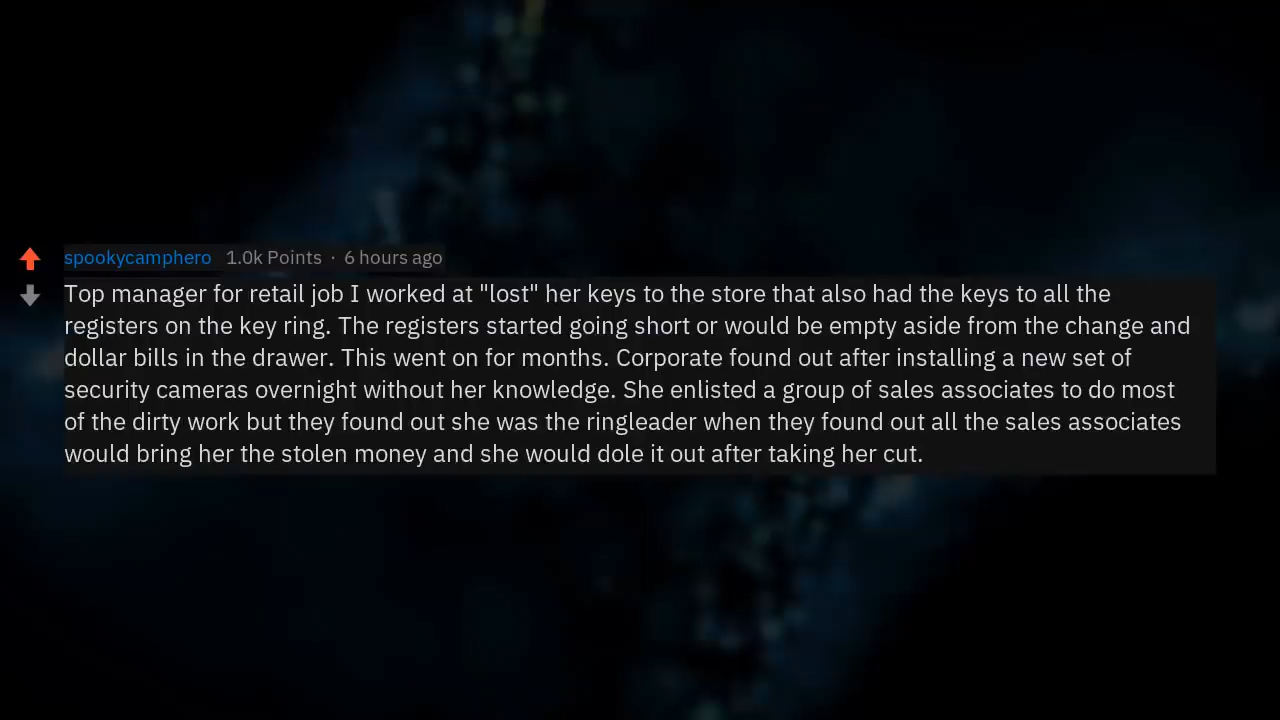 spookycamphero 1.0k Points · 6 hours ago
Top manager for retail job I worked at "lost" her keys to the store that also had the keys to all the
registers on the key ring. The registers started going short or would be empty aside from the change and
dollar bills in the drawer. This went on for months. Corporate found out after installing a new set of
security cameras overnight without her knowledge. She enlisted a group of sales associates to do most
of the dirty work but they found out she was the ringleader when they found out all the sales associates
would bring her the stolen money and she would dole it out after taking her cut.